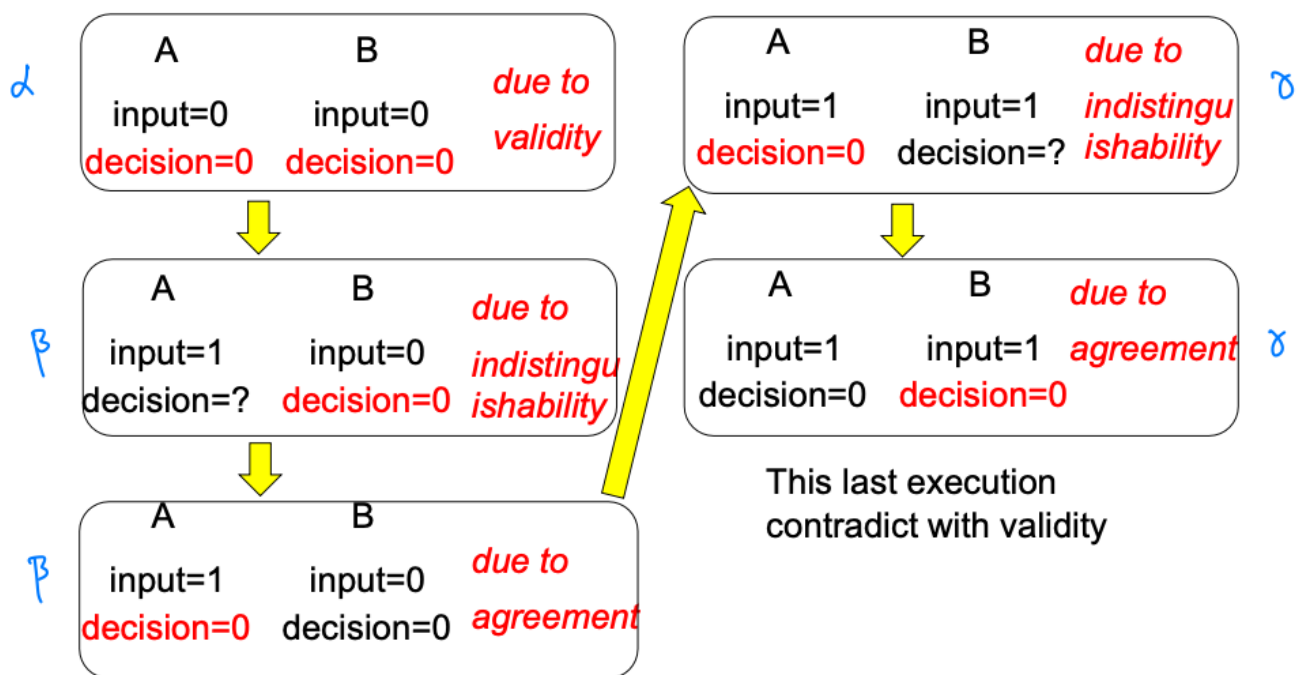 α
A B
due to
input=0 input=0
validity
decision=0 decision=0
β
A B
due to
input=1 input=0
indistingu
decision=? decision=0 ishability
β
A B
due to
input=1 input=0
agreement
decision=0 decision=0
A B
due to
γ
input=1 input=1
indistingu
decision=0 decision=? ishability
A B
due to
input=1 input=1
agreement γ
decision=0 decision=0
This last execution
contradict with validity